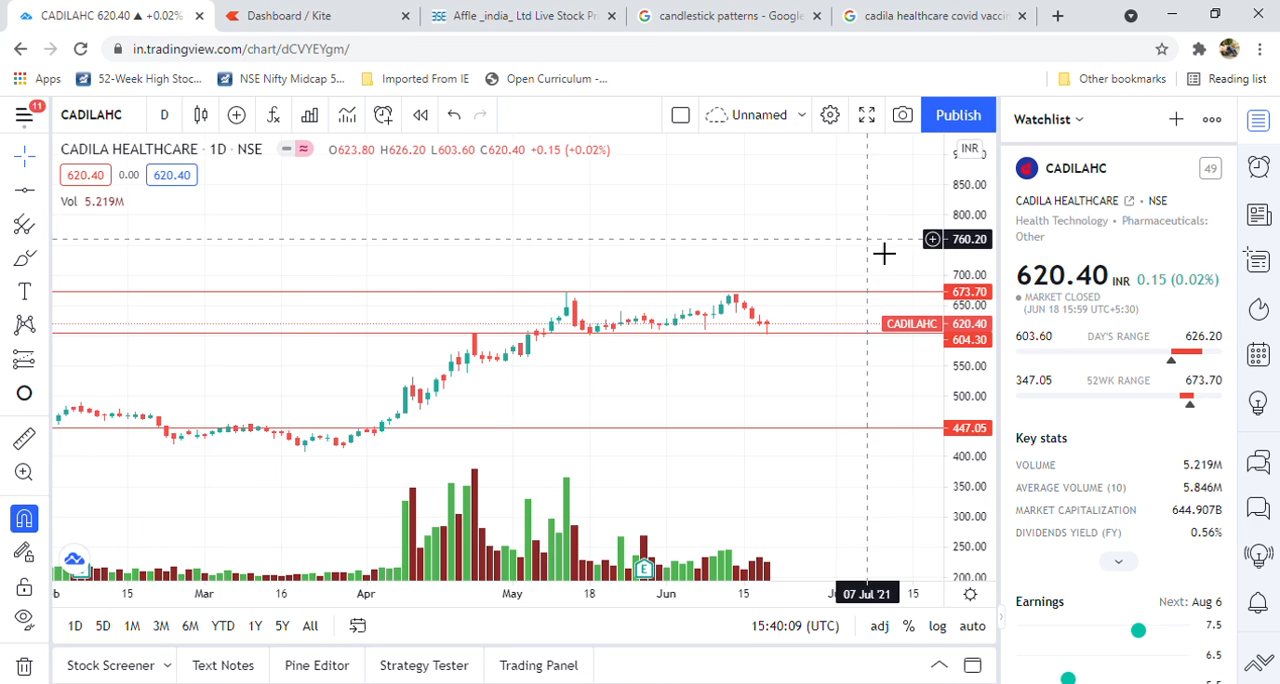 CADILAHC 620.40 ▲ +0.02%
Dashboard / Kite
Affle _india_ Ltd Live Stock Pri
candlestick patterns - Google
cadila healthcare covid vaccin
in.tradingview.com/chart/dCVYEYgm/
Apps
52-Week High Stoc...
NSE Nifty Midcap 5...
Imported From IE
Open Curriculum -...
Other bookmarks
Reading list
11
CADILAHC
D
Unnamed
Publish
Watchlist
CADILA HEALTHCARE · 1D · NSE
O623.80 H626.20 L603.60 C620.40 +0.15 (+0.02%)
INR
620.40
0.00
620.40
Vol 5.219M
850.00
800.00
760.20
700.00
673.70
650.00
CADILAHC 620.40
604.30
550.00
500.00
447.05
400.00
350.00
300.00
250.00
200.00
E
15
Mar
16
Apr
May
18
Jun
15
07 Jul '21
15
1D
5D
1M
3M
6M
YTD
1Y
5Y
All
15:40:09 (UTC)
adj
%
log
auto
Stock Screener
Text Notes
Pine Editor
Strategy Tester
Trading Panel
CADILAHC
49
CADILA HEALTHCARE • NSE
Health Technology • Pharmaceuticals:
Other
620.40 INR 0.15 (0.02%)
MARKET CLOSED
(JUN 18 15:59 UTC+5:30)
603.60 DAY'S RANGE 626.20
347.05 52WK RANGE 673.70
Key stats
VOLUME 5.219M
AVERAGE VOLUME (10) 5.846M
MARKET CAPITALIZATION 644.907B
DIVIDENDS YIELD (FY) 0.56%
Earnings Next: Aug 6
7.5
6.5